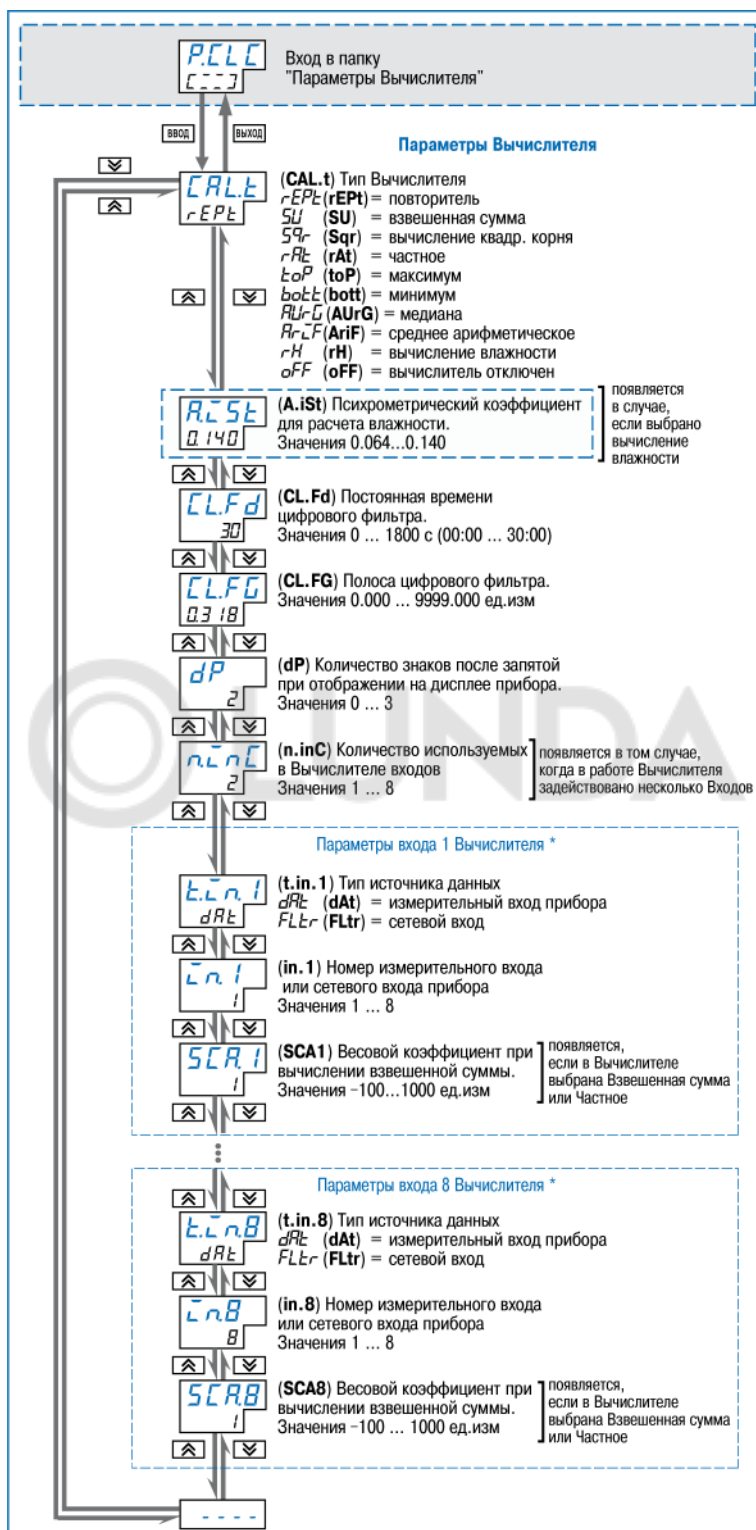 P.CLC
[---]
Вход в папку
"Параметры Вычислителя"
ВВОД
ВЫХОД
Параметры Вычислителя
CAL.t
rEPt
(CAL.t) Тип Вычислителя
rEPt (rEPt) = повторитель
SU (SU) = взвешенная сумма
Sqr (Sqr) = вычисление квадр. корня
rAt (rAt) = частное
toP (toP) = максимум
bott (bott) = минимум
AUrG (AUrG) = медиана
AriF (AriF) = среднее арифметическое
rH (rH) = вычисление влажности
oFF (oFF) = вычислитель отключен
A.iSt
0.140
(A.iSt) Психрометрический коэффициент
для расчета влажности.
Значения 0.064...0.140
появляется
в случае,
если выбрано
вычисление
влажности
CL.Fd
30
(CL.Fd) Постоянная времени
цифрового фильтра.
Значения 0 ... 1800 с (00:00 ... 30:00)
CL.FG
0.318
(CL.FG) Полоса цифрового фильтра.
Значения 0.000 ... 9999.000 ед.изм
dP
2
(dP) Количество знаков после запятой
при отображении на дисплее прибора.
Значения 0 ... 3
LUNDA
n.inC
2
(n.inC) Количество используемых
в Вычислителе входов
Значения 1 ... 8
появляется в том случае,
когда в работе Вычислителя
задействовано несколько Входов
Параметры входа 1 Вычислителя *
t.in.1
dAt
(t.in.1) Тип источника данных
dAt (dAt) = измерительный вход прибора
FLtr (FLtr) = сетевой вход
in.1
1
(in.1) Номер измерительного входа
или сетевого входа прибора
Значения 1 ... 8
SCA.1
1
(SCA1) Весовой коэффициент при
вычислении взвешенной суммы.
Значения −100...1000 ед.изм
появляется,
если в Вычислителе
выбрана Взвешенная сумма
или Частное
Параметры входа 8 Вычислителя *
t.in.8
dAt
(t.in.8) Тип источника данных
dAt (dAt) = измерительный вход прибора
FLtr (FLtr) = сетевой вход
in.8
8
(in.8) Номер измерительного входа
или сетевого входа прибора
Значения 1 ... 8
SCA.8
1
(SCA8) Весовой коэффициент при
вычислении взвешенной суммы.
Значения −100 ... 1000 ед.изм
появляется,
если в Вычислителе
выбрана Взвешенная сумма
или Частное
- - - -